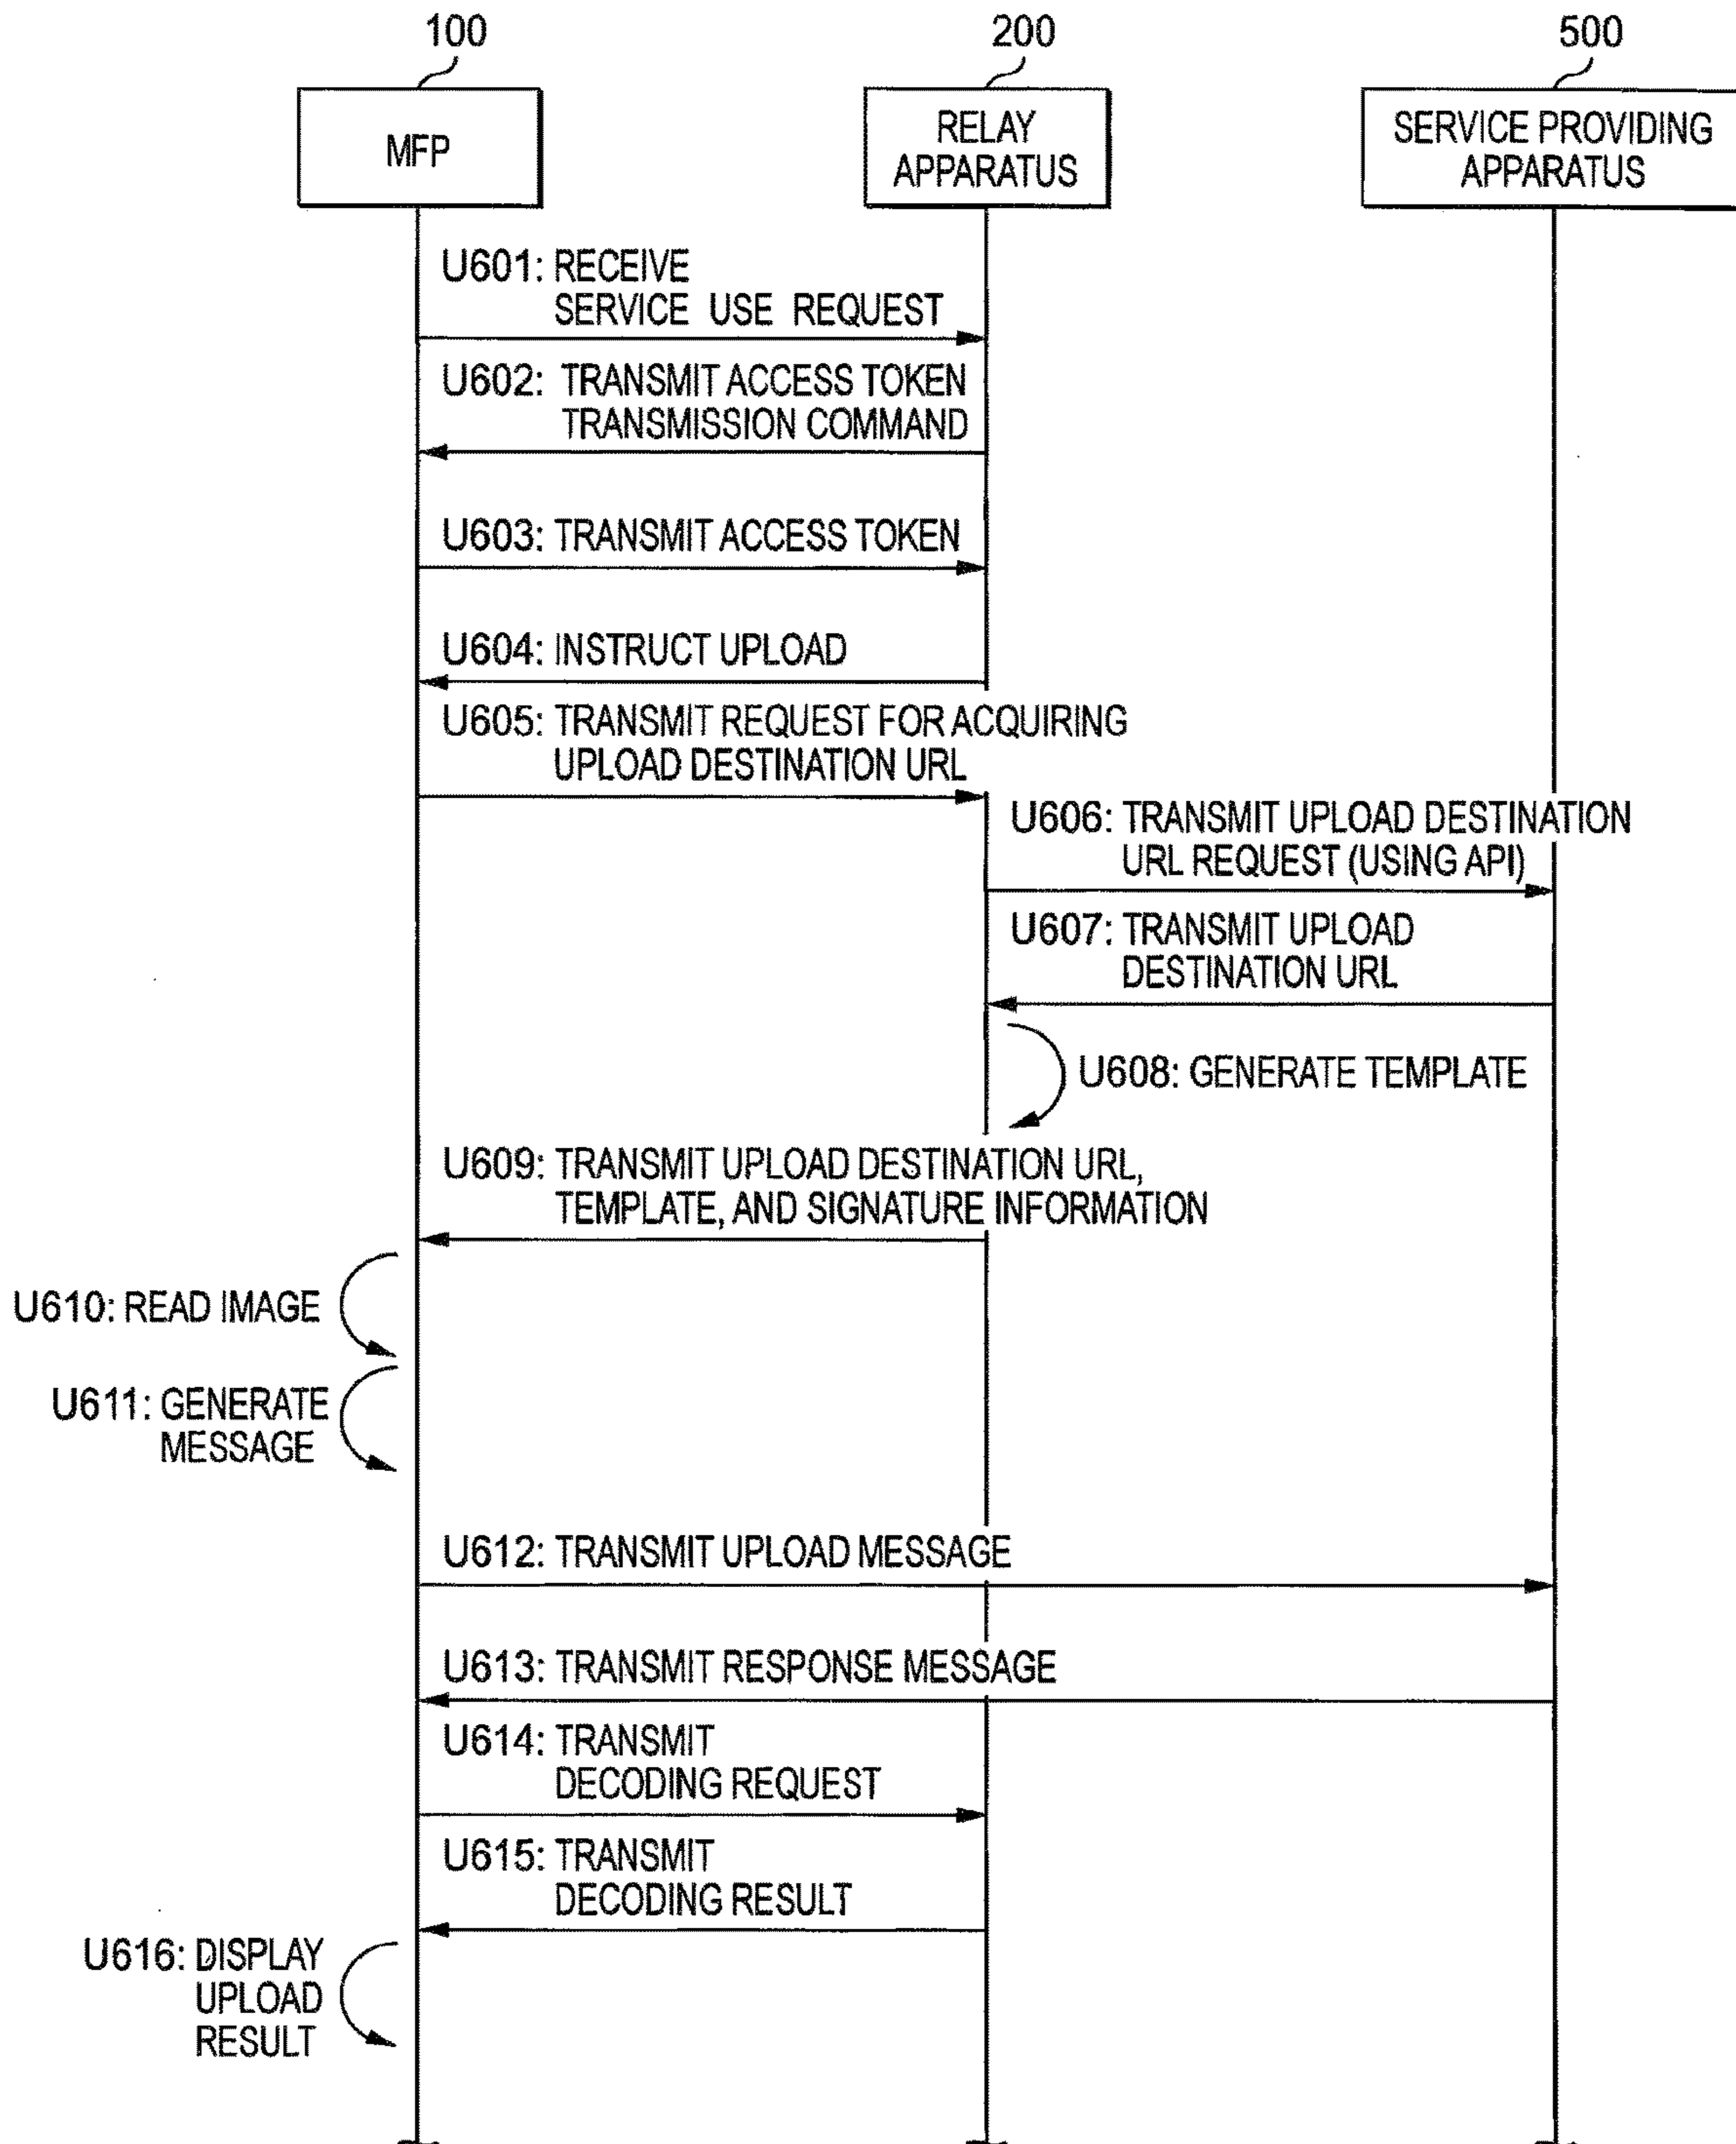 100
200
500
MFP
RELAY
APPARATUS
SERVICE PROVIDING
APPARATUS
U601: RECEIVE
SERVICE USE REQUEST
U602: TRANSMIT ACCESS TOKEN
TRANSMISSION COMMAND
U603: TRANSMIT ACCESS TOKEN
U604: INSTRUCT UPLOAD
U605: TRANSMIT REQUEST FOR ACQUIRING
UPLOAD DESTINATION URL
U606: TRANSMIT UPLOAD DESTINATION
URL REQUEST (USING API)
U607: TRANSMIT UPLOAD
DESTINATION URL
U608: GENERATE TEMPLATE
U609: TRANSMIT UPLOAD DESTINATION URL,
TEMPLATE, AND SIGNATURE INFORMATION
U610: READ IMAGE
U611: GENERATE
MESSAGE
U612: TRANSMIT UPLOAD MESSAGE
U613: TRANSMIT RESPONSE MESSAGE
U614: TRANSMIT
DECODING REQUEST
U615: TRANSMIT
DECODING RESULT
U616: DISPLAY
UPLOAD
RESULT